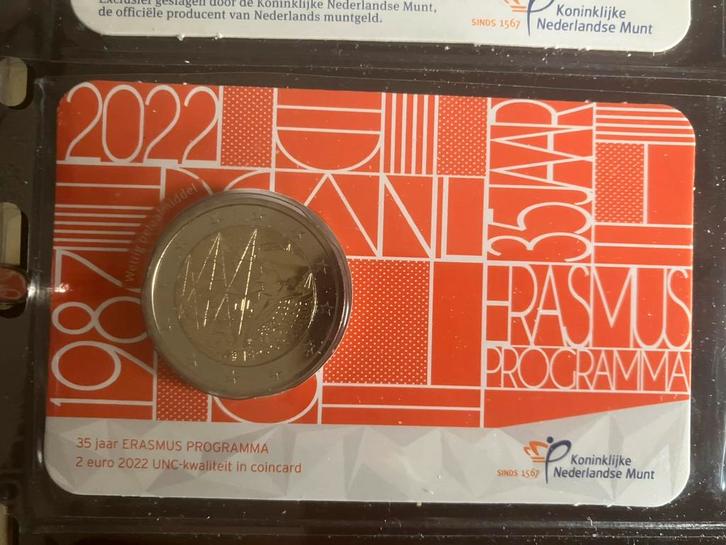 Exclusief geslagen door de Koninklijke Nederlandse Munt,
de officiële producent van Nederlands muntgeld.
SINDS 1567
Koninklijke
Nederlandse Munt
2022
1987
35 JAAR
ERASMUS
PROGRAMMA
Wettig betaalmiddel
35 jaar ERASMUS PROGRAMMA
2 euro 2022 UNC-kwaliteit in coincard
SINDS 1567
Koninklijke
Nederlandse Munt